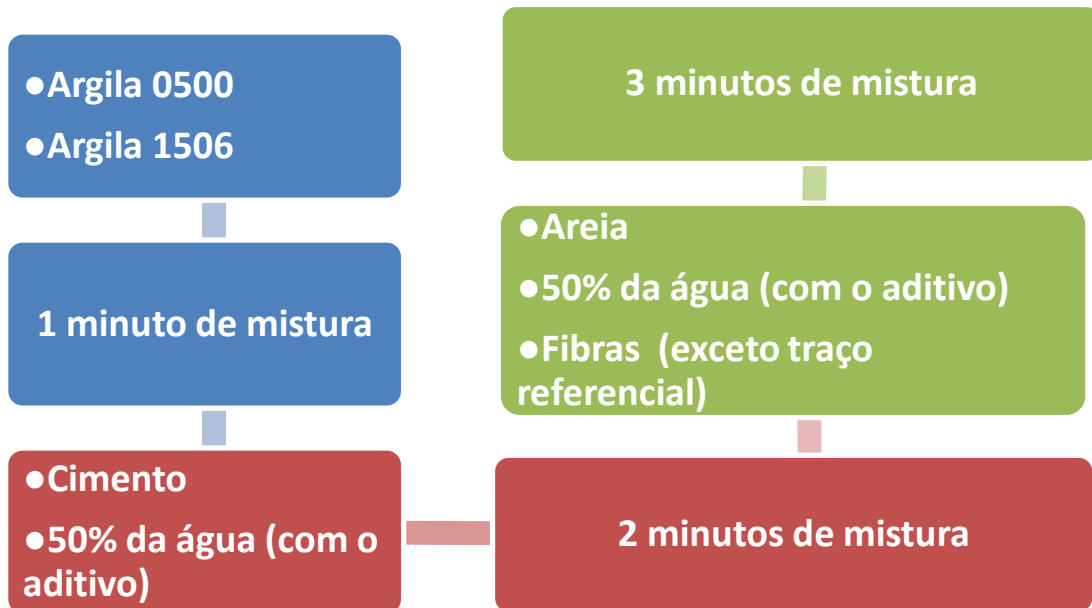 ●Argila 0500
●Argila 1506
1 minuto de mistura
●Cimento
●50% da água (com o
aditivo)
2 minutos de mistura
●Areia
●50% da água (com o aditivo)
●Fibras (exceto traço
referencial)
3 minutos de mistura